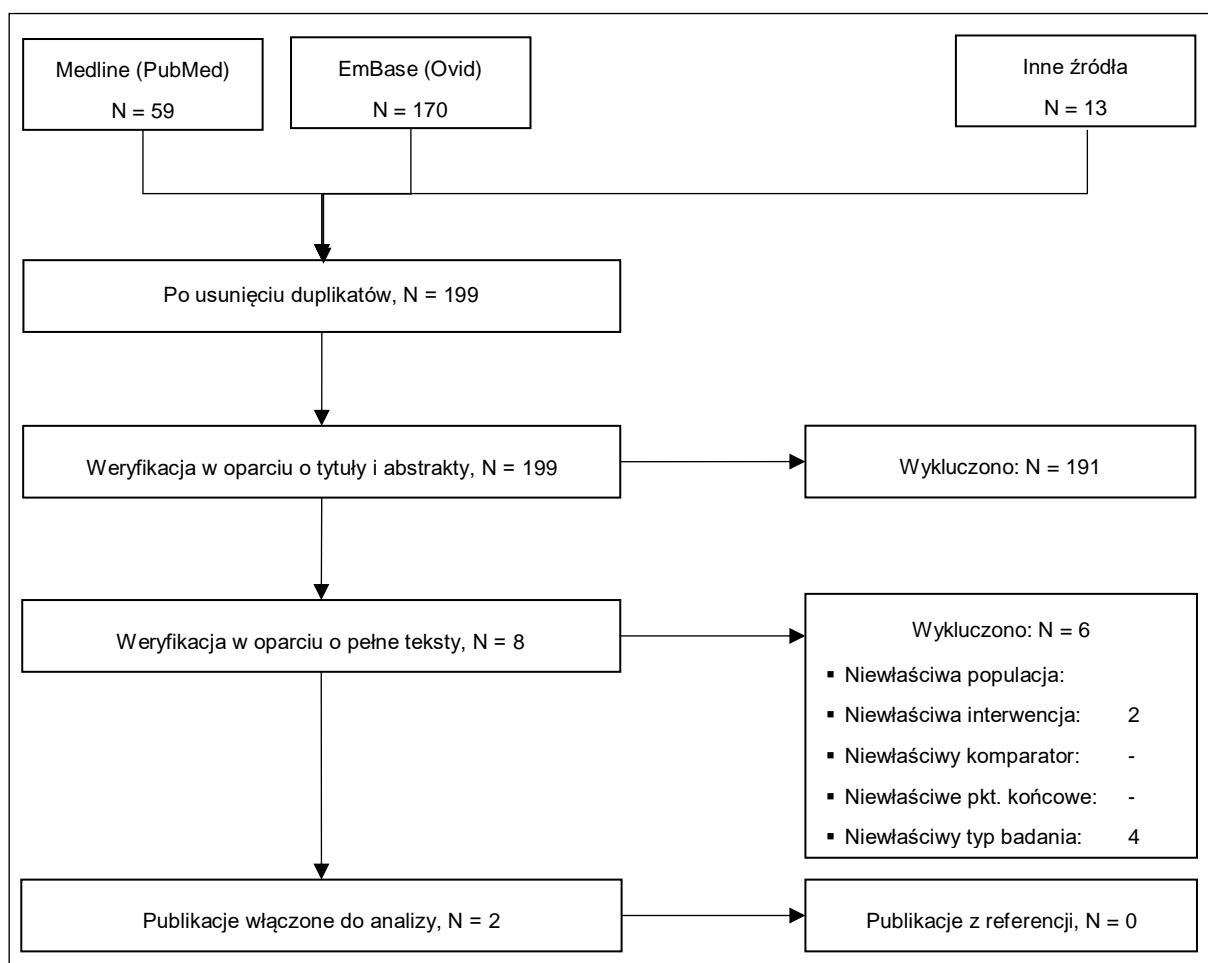 Medline (PubMed)
N = 59
EmBase (Ovid)
N = 170
Inne źródła
N = 13
Po usunięciu duplikatów, N = 199
Weryfikacja w oparciu o tytuły i abstrakty, N = 199
Wykluczono: N = 191
Weryfikacja w oparciu o pełne teksty, N = 8
Wykluczono: N = 6
▪ Niewłaściwa populacja:
▪ Niewłaściwa interwencja: 2
▪ Niewłaściwy komparator: -
▪ Niewłaściwe pkt. końcowe: -
▪ Niewłaściwy typ badania: 4
Publikacje włączone do analizy, N = 2
Publikacje z referencji, N = 0